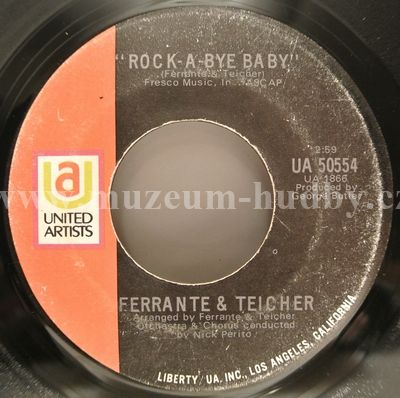 "ROCK-A-BYE BABY"
(Ferrante & Teicher)
Fresco Music, In... ASCAP
2:59
UA 50554
UA-1866
Produced by
George Butler
www.muzeum-hudby.cz
UA
UNITED
ARTISTS
FERRANTE & TEICHER
Arranged by Ferrante & Teicher
Orchestra & Chorus conducted
by Nick Perito
LIBERTY/UA, INC., LOS ANGELES, CALIFORNIA